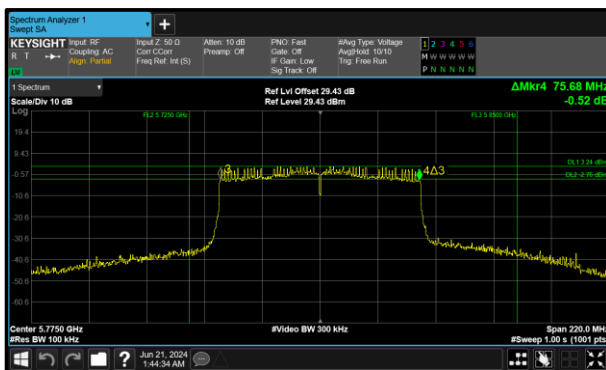 Spectrum Analyzer 1
Swept SA
KEYSIGHT
R T
Input: RF
Coupling: AC
Align: Partial
Input Z: 50 Ω
Corr CCorr
Freq Ref: Int (S)
Atten: 10 dB
Preamp: Off
PNO: Fast
Gate: Off
IF Gain: Low
Sig Track: Off
#Avg Type: Voltage
Avg|Hold: 10/10
Trig: Free Run
1 2 3 4 5 6
M W W W W W
P N N N N N
1 Spectrum
Scale/Div 10 dB
Ref Lvl Offset 29.43 dB
Ref Level 29.43 dBm
ΔMkr4 75.68 MHz
-0.52 dB
Log
FL2 5.7250 GHz
FL3 5.8500 GHz
19.4
9.43
DL1 3.24 dBm
3
4Δ3
-0.57
DL2 -2.76 dBm
-10.6
-20.6
-30.6
-40.6
-50.6
-60.6
Center 5.7750 GHz
#Video BW 300 kHz
Span 220.0 MHz
#Res BW 100 kHz
#Sweep 1.00 s (1001 pts)
?
Jun 21, 2024
1:44:34 AM